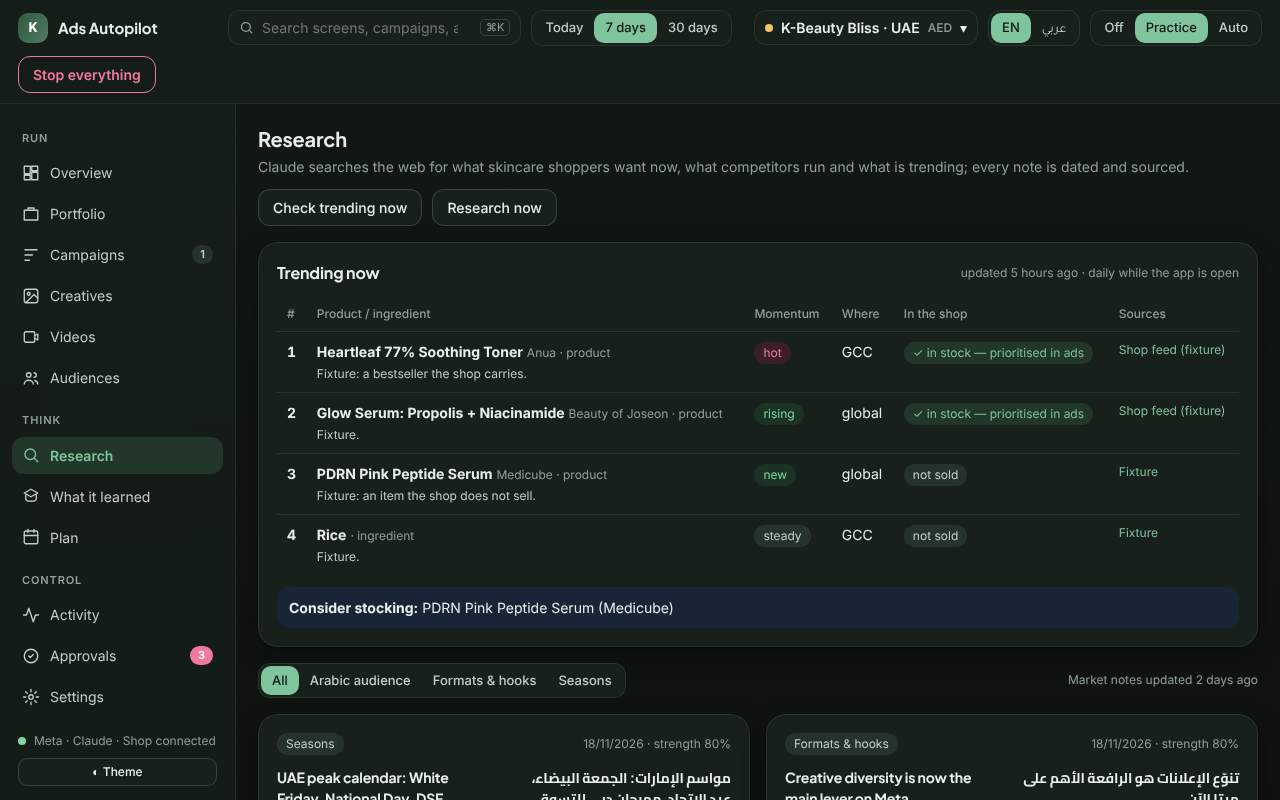 K Ads Autopilot
Search screens, campaigns, a ⌘K
Today 7 days 30 days
K-Beauty Bliss · UAE AED ▾
EN عربي
Off Practice Auto
Stop everything
RUN
Overview
Portfolio
Campaigns 1
Creatives
Videos
Audiences
THINK
Research
What it learned
Plan
CONTROL
Activity
Approvals 3
Settings
Meta · Claude · Shop connected
Theme
Research
Claude searches the web for what skincare shoppers want now, what competitors run and what is trending; every note is dated and sourced.
Check trending now Research now
Trending now updated 5 hours ago · daily while the app is open
# Product / ingredient Momentum Where In the shop Sources
1 Heartleaf 77% Soothing Toner Anua · product hot GCC ✓ in stock — prioritised in ads Shop feed (fixture)
Fixture: a bestseller the shop carries.
2 Glow Serum: Propolis + Niacinamide Beauty of Joseon · product rising global ✓ in stock — prioritised in ads Shop feed (fixture)
Fixture.
3 PDRN Pink Peptide Serum Medicube · product new global not sold Fixture
Fixture: an item the shop does not sell.
4 Rice · ingredient steady GCC not sold Fixture
Fixture.
Consider stocking: PDRN Pink Peptide Serum (Medicube)
All Arabic audience Formats & hooks Seasons Market notes updated 2 days ago
Seasons 18/11/2026 · strength 80%
UAE peak calendar: White
Friday, National Day, DSF
مواسم الإمارات: الجمعة البيضاء،
Formats & hooks 18/11/2026 · strength 80%
Creative diversity is now the
main lever on Meta
تنوّع الإعلانات هو الرافعة الأهم على